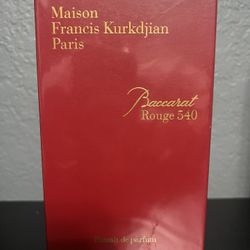 Maison
Francis Kurkdjian
Paris
Baccarat
Rouge 540
Extrait de parfum